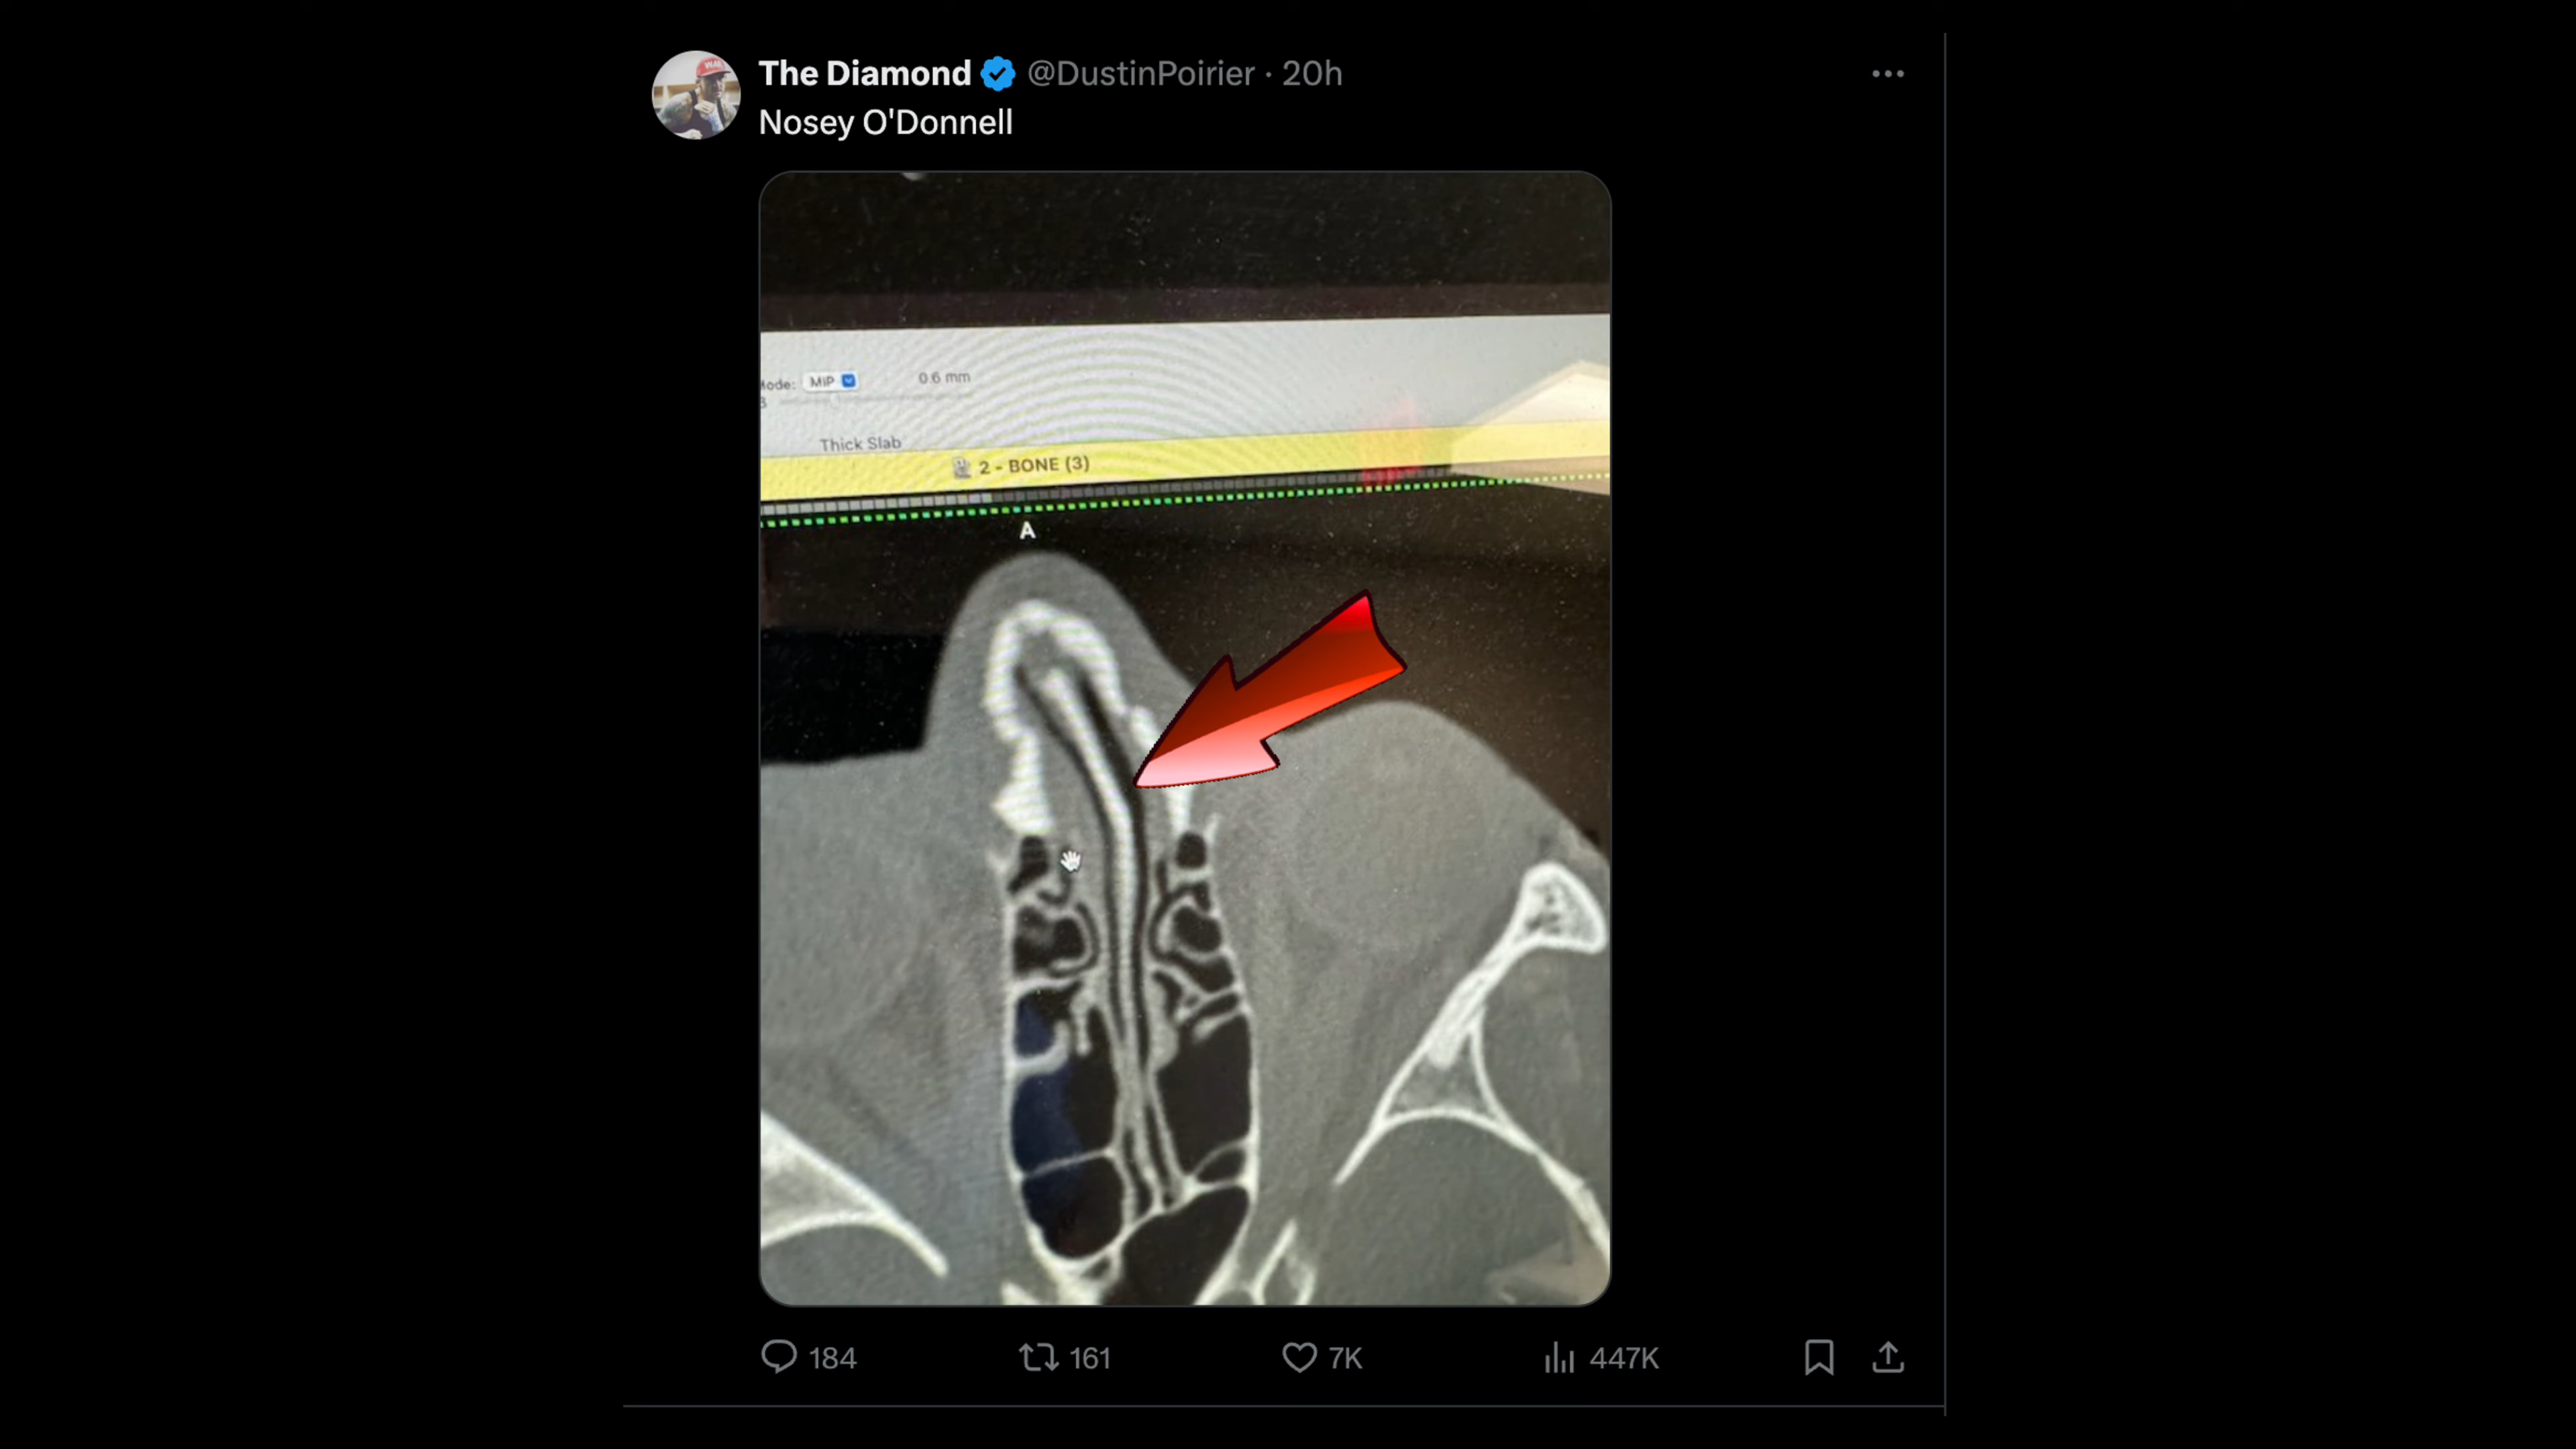 The Diamond @DustinPoirier · 20h
Nosey O'Donnell
Mode: MIP 0.6 mm
Thick Slab
2 - BONE (3)
A
184 161 7K 447K